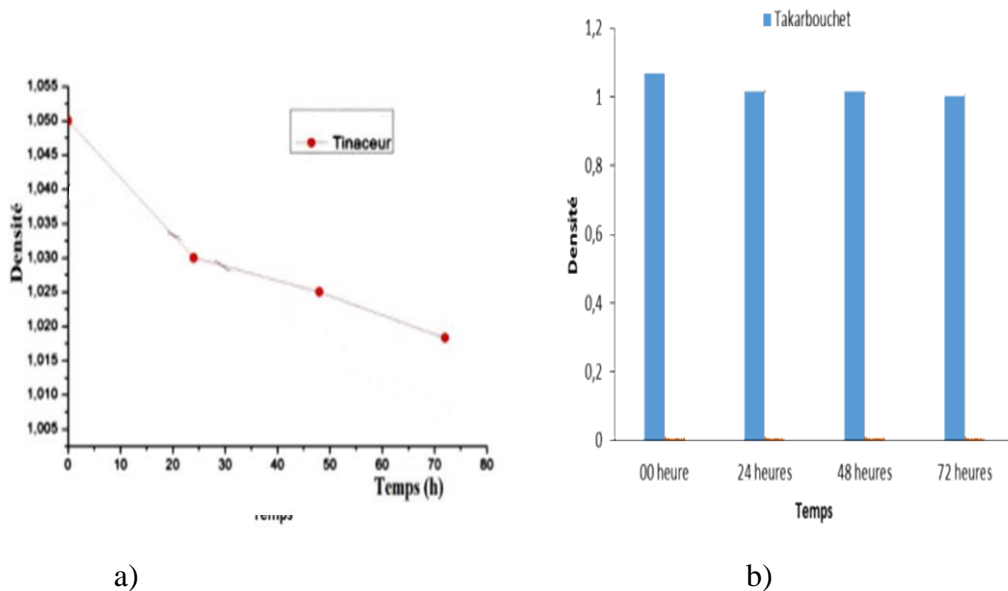 1,055
1,050
1,045
1,040
1,035
1,030
1,025
1,020
1,015
1,010
1,005
Densité
Tinaceur
0 10 20 30 40 50 60 70 80
Temps (h)
Temps
a)
Takarbouchet
1,2
1
0,8
0,6
0,4
0,2
0
Densité
00 heure 24 heures 48 heures 72 heures
Temps
b)